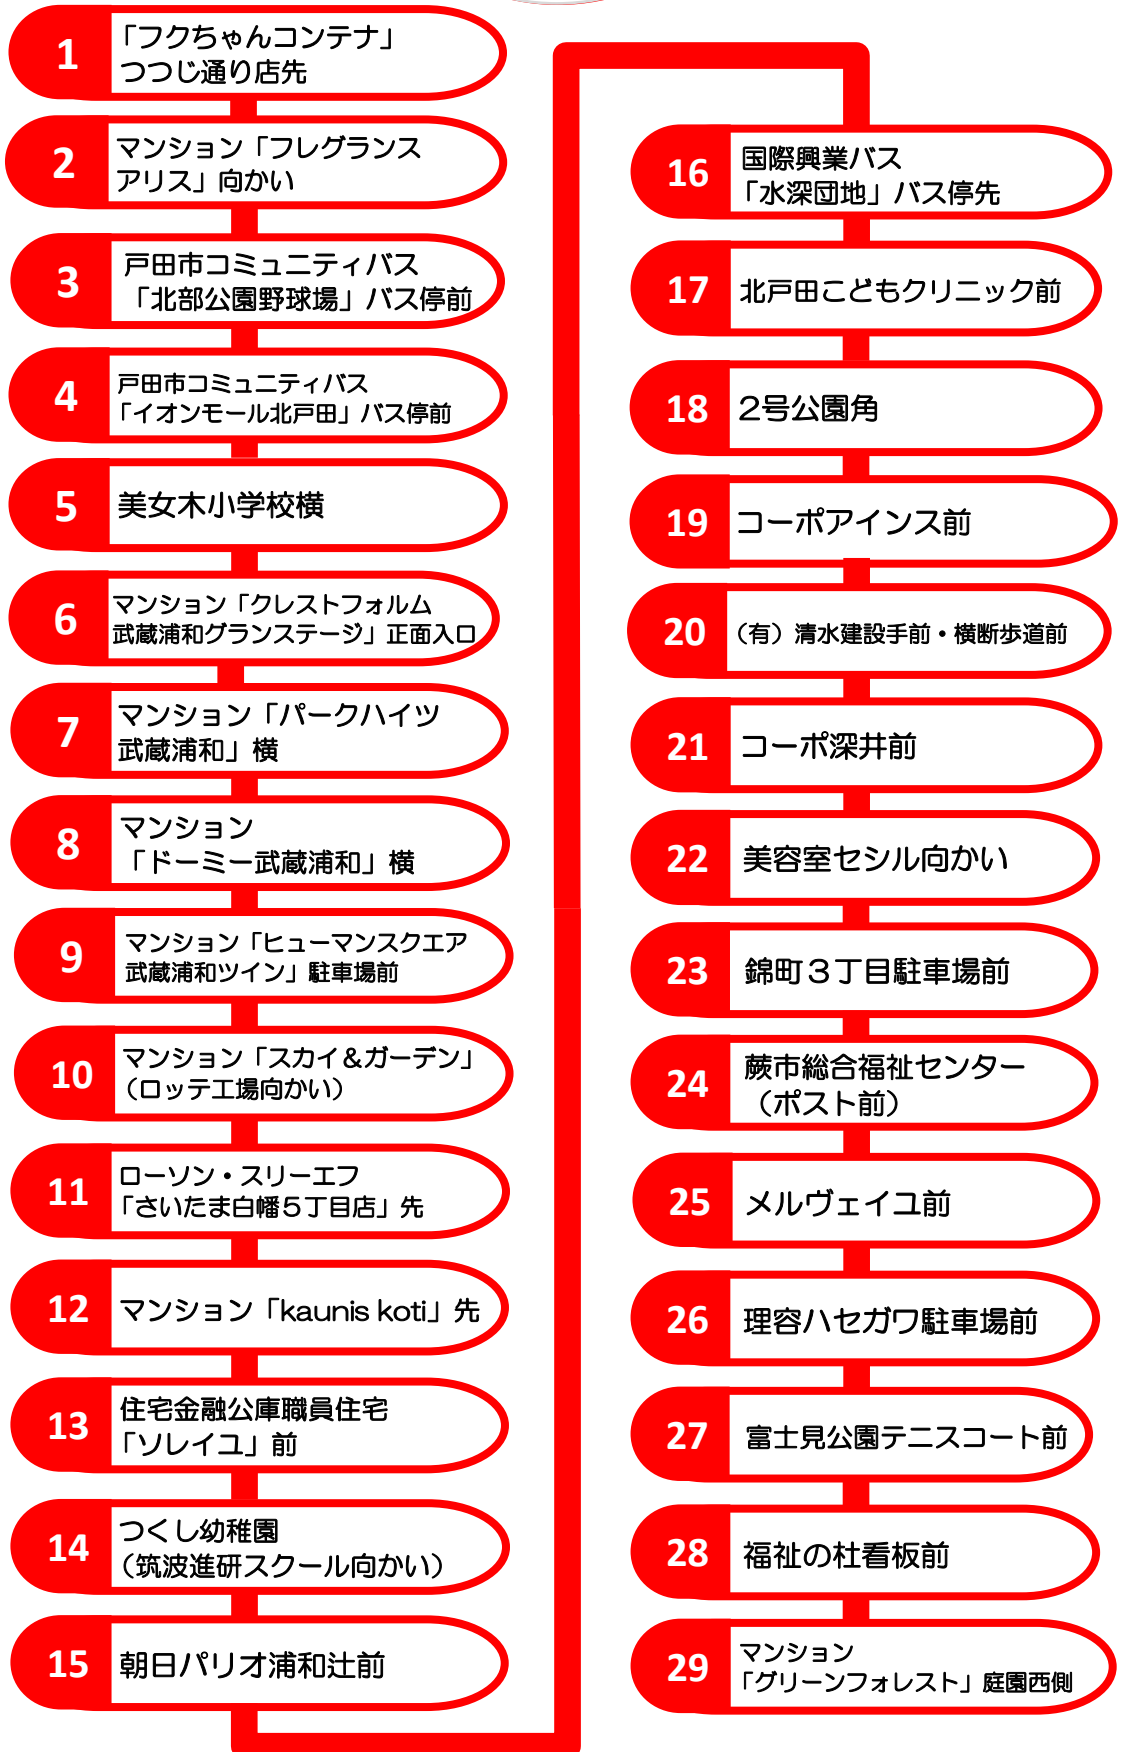 1
「フクちゃんコンテナ」
つつじ通り店先
2
マンション「フレグランス
アリス」向かい
3
戸田市コミュニティバス
「北部公園野球場」バス停前
4
戸田市コミュニティバス
「イオンモール北戸田」バス停前
5
美女木小学校横
6
マンション「クレストフォルム
武蔵浦和グランステージ」正面入口
7
マンション「パークハイツ
武蔵浦和」横
8
マンション
「ドーミー武蔵浦和」横
9
マンション「ヒューマンスクエア
武蔵浦和ツイン」駐車場前
10
マンション「スカイ&ガーデン」
（ロッテ工場向かい）
11
ローソン・スリーエフ
「さいたま白幡５丁目店」先
12
マンション「kaunis koti」先
13
住宅金融公庫職員住宅
「ソレイユ」前
14
つくし幼稚園
（筑波進研スクール向かい）
15
朝日パリオ浦和辻前
16
国際興業バス
「水深団地」バス停先
17
北戸田こどもクリニック前
18
２号公園角
19
コーポアインス前
20
（有）清水建設手前・横断歩道前
21
コーポ深井前
22
美容室セシル向かい
23
錦町３丁目駐車場前
24
蕨市総合福祉センター
（ポスト前）
25
メルヴェイユ前
26
理容ハセガワ駐車場前
27
富士見公園テニスコート前
28
福祉の杜看板前
29
マンション
「グリーンフォレスト」庭園西側